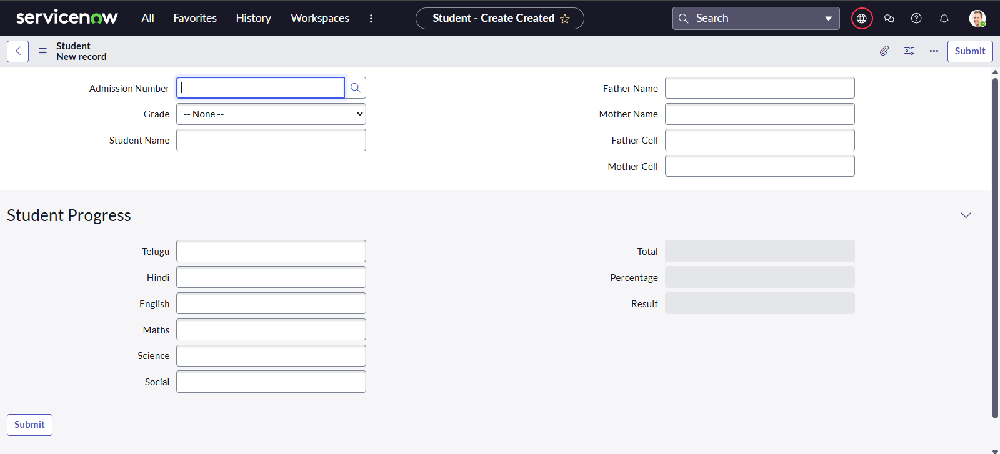 servicenow All Favorites History Workspaces Student - Create Created Search
Student
New record
Submit
Admission Number
Father Name
Grade -- None --
Mother Name
Student Name
Father Cell
Mother Cell
Student Progress
Telugu
Total
Hindi
Percentage
English
Result
Maths
Science
Social
Submit